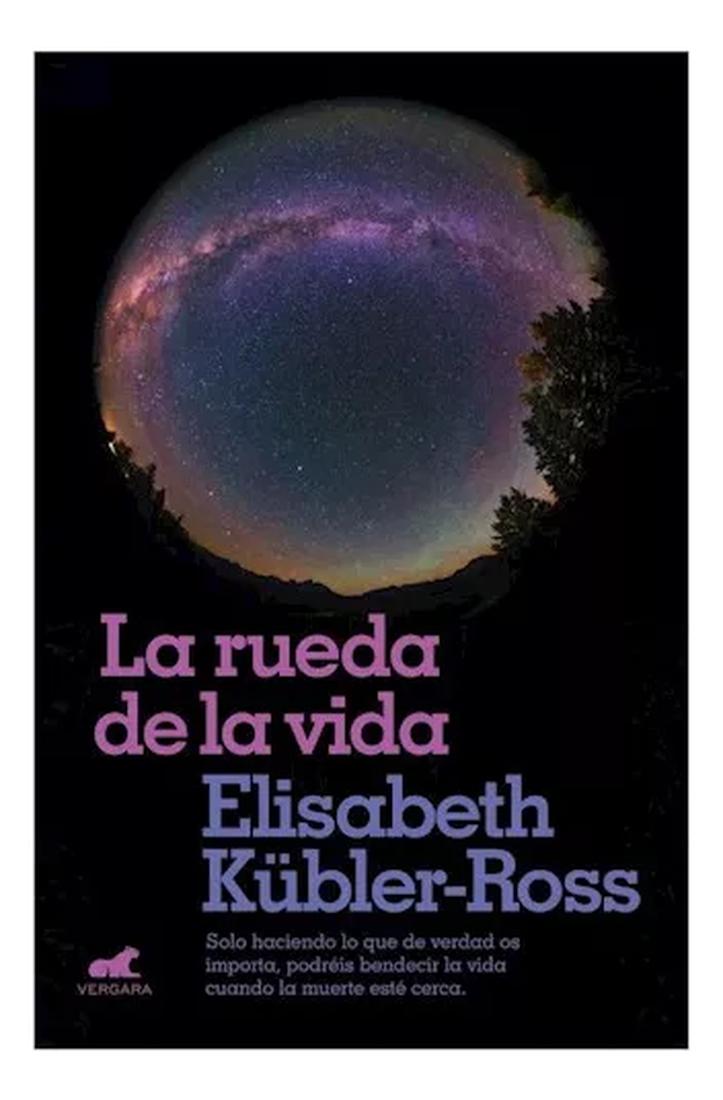 La rueda
de la vida
Elisabeth
Kübler-Ross
Solo haciendo lo que de verdad os
importa, podréis bendecir la vida
cuando la muerte esté cerca.
VERGARA